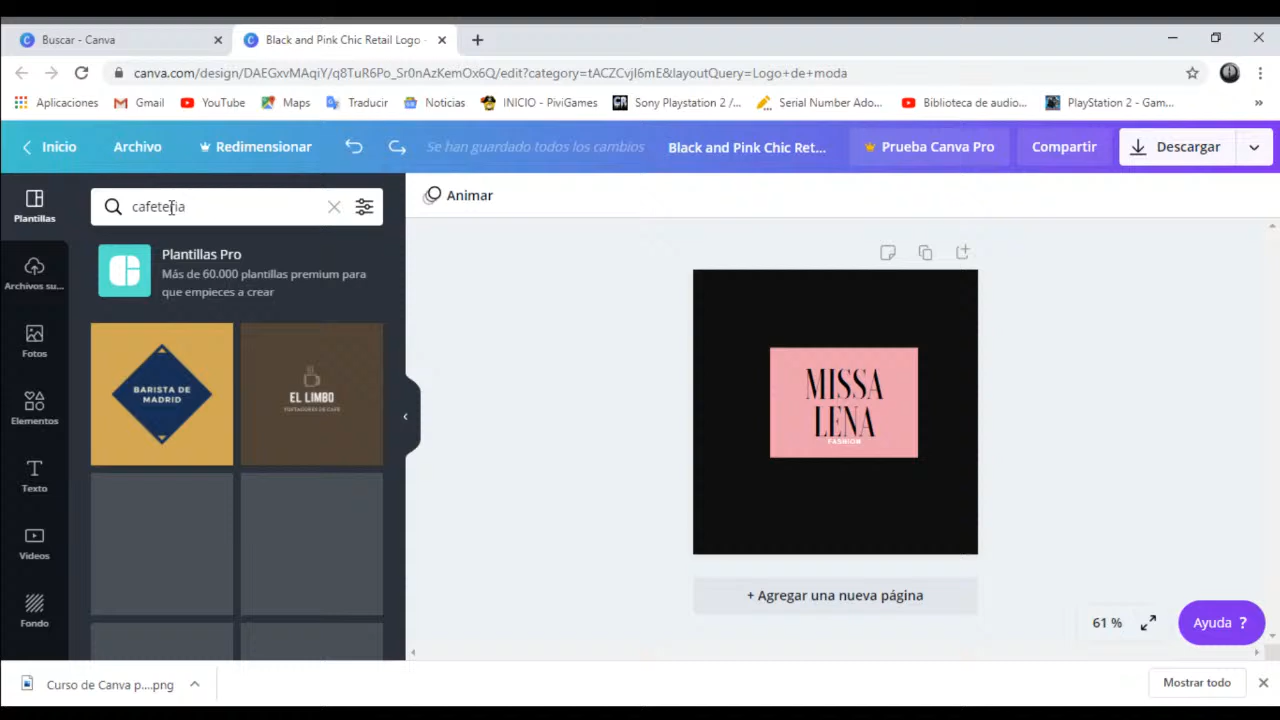 Buscar - Canva
Black and Pink Chic Retail Logo -
canva.com/design/DAEGxvMAqiY/q8TuR6Po_Sr0nAzKemOx6Q/edit?category=tACZCvjI6mE&layoutQuery=Logo+de+moda
Aplicaciones
Gmail
YouTube
Maps
Traducir
Noticias
INICIO - PiviGames
Sony Playstation 2 /...
Serial Number Ado...
Biblioteca de audio...
PlayStation 2 - Gam...
»
Inicio
Archivo
Redimensionar
Se han guardado todos los cambios
Black and Pink Chic Ret...
Prueba Canva Pro
Compartir
Descargar
Plantillas
Archivos su...
Fotos
Elementos
Texto
Videos
Fondo
cafeteria
Plantillas Pro
Más de 60.000 plantillas premium para
que empieces a crear
BARISTA DE
MADRID
EL LIMBO
Animar
MISSA
LENA
FASHION
+ Agregar una nueva página
61 %
Ayuda ?
Curso de Canva p....png
Mostrar todo